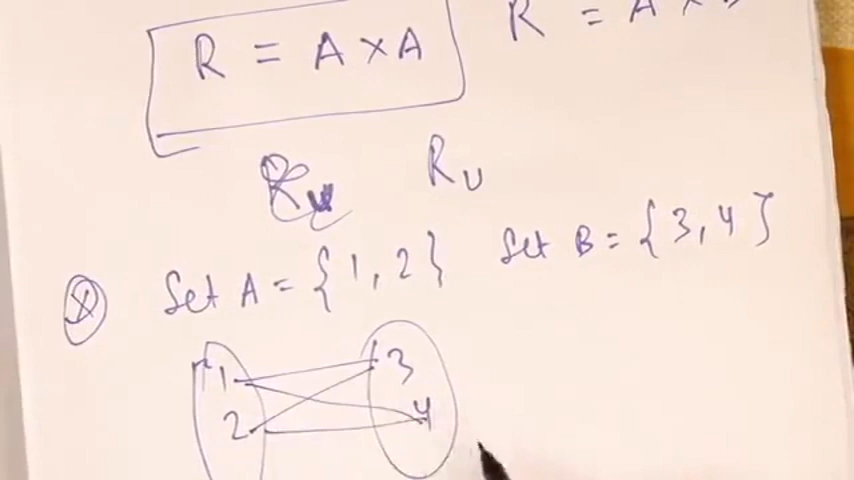 R = A × A R = A ×
R_U
Set A = {1, 2} Set B = {3, 4}
1 3
2 4